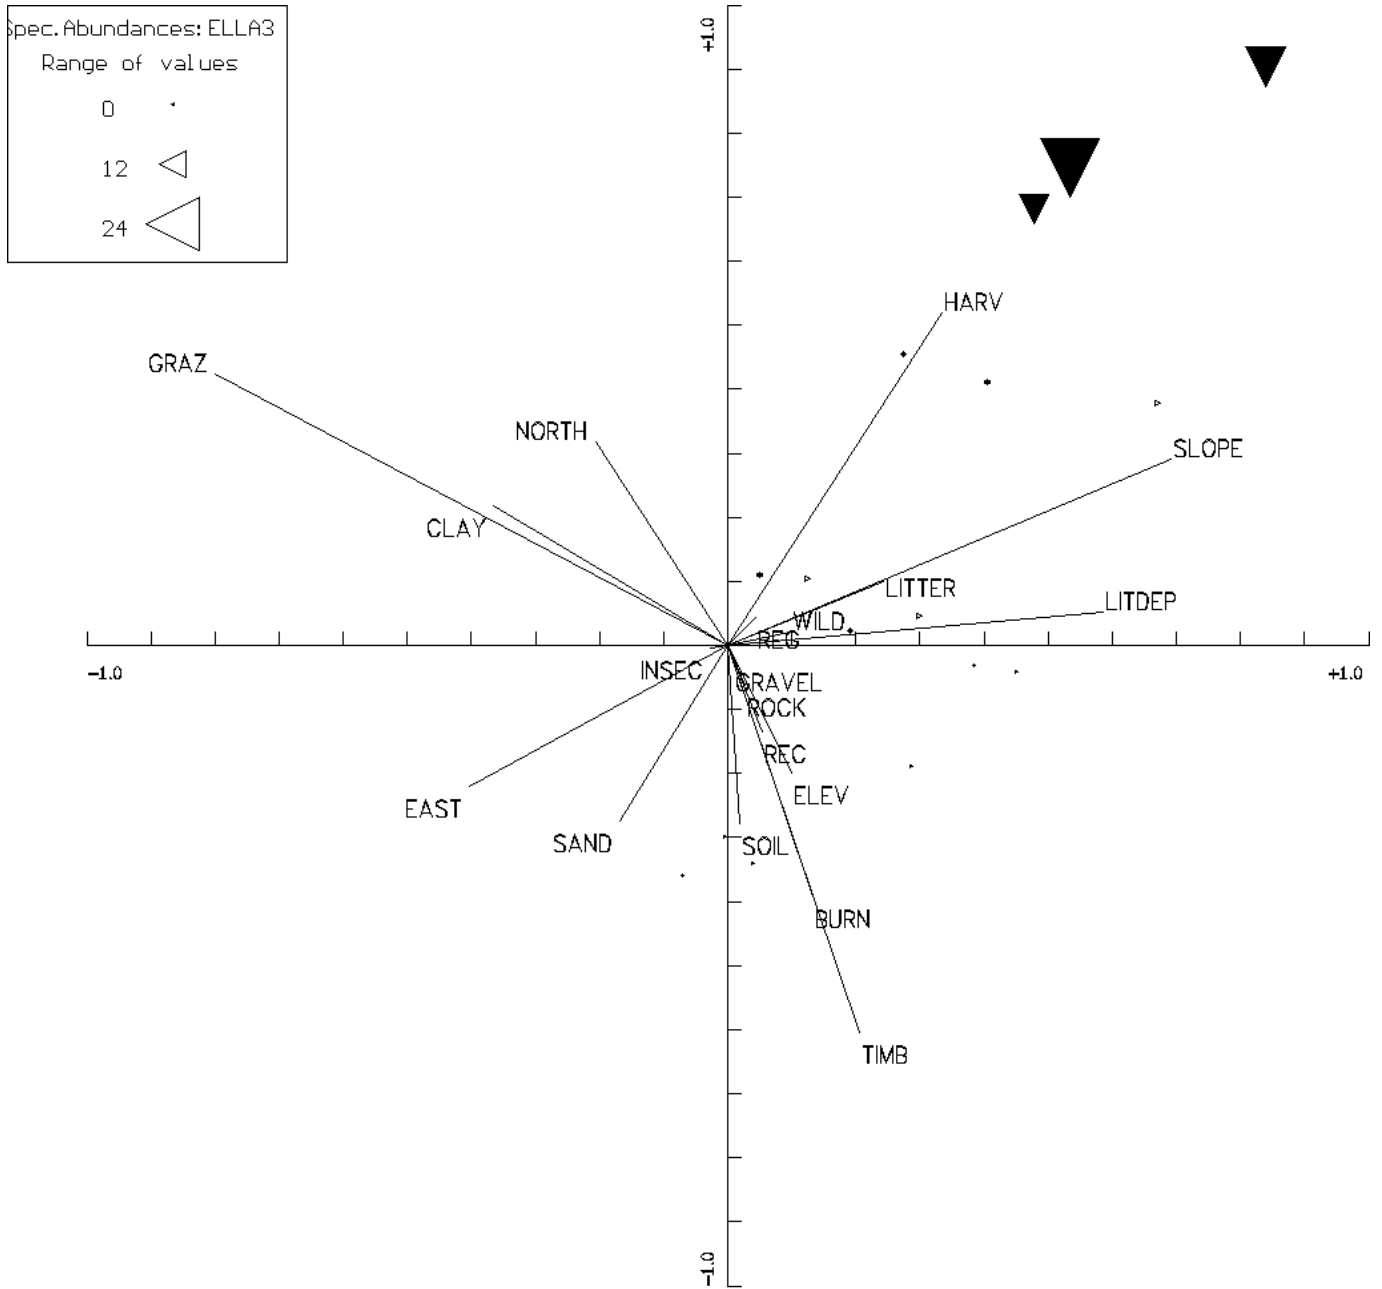 Spec. Abundances: ELLA3
Range of values
0
12
24
+1.0
HARV
GRAZ
NORTH
SLOPE
CLAY
LITTER
LITDEP
WILD
REC
-1.0
+1.0
INSEC
GRAVEL
ROCK
REC
ELEV
EAST
SAND
SOIL
BURN
TIMB
-1.0